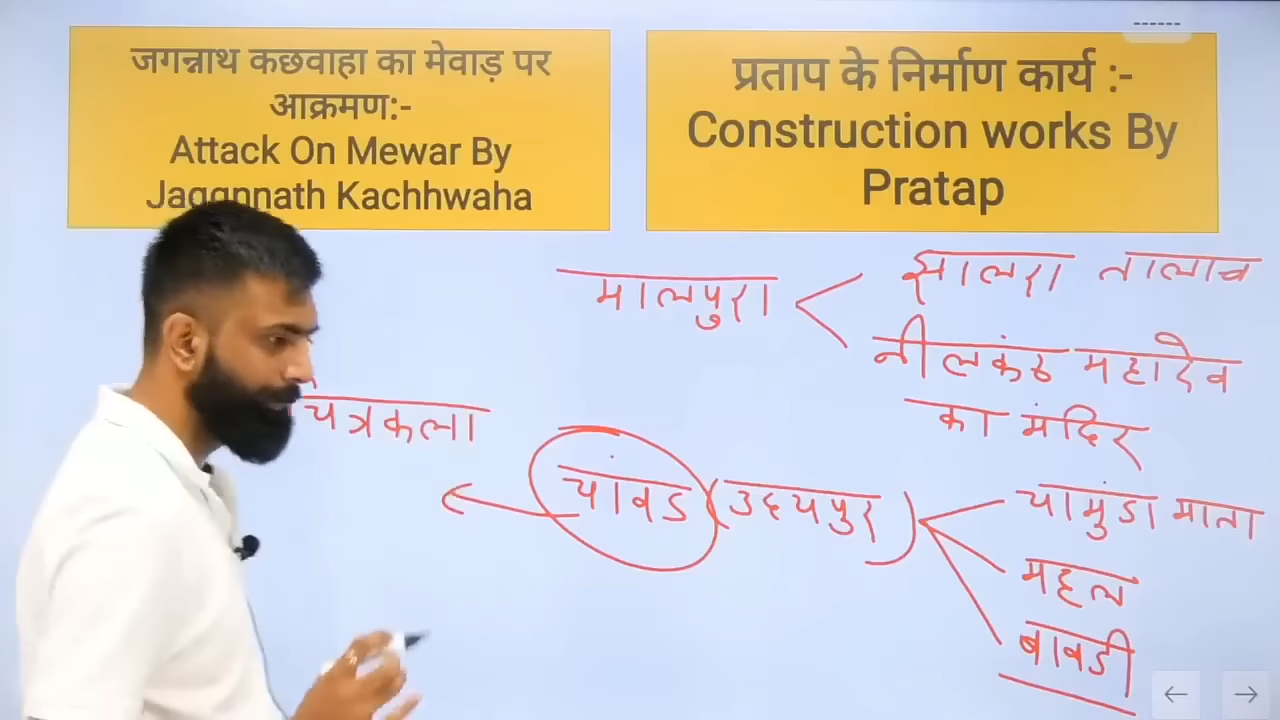 जगन्नाथ कछवाहा का मेवाड़ पर
आक्रमण:-
Attack On Mewar By
Jaggnnath Kachhwaha
प्रताप के निर्माण कार्य :-
Construction works By
Pratap
मालपुरा
झालरा तालाब
नीलकंठ महादेव
का मंदिर
चित्रकला
चांवड (उदयपुर)
चामुंडा माता
महल
बावडी